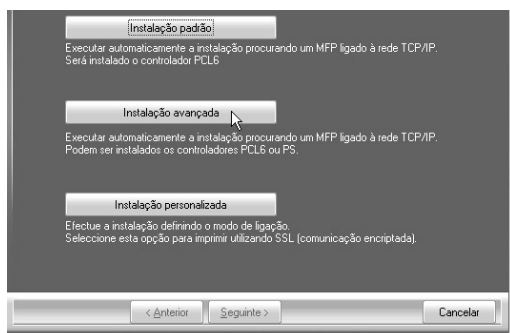 Instalação padrão
Executar automaticamente a instalação procurando um MFP ligado à rede TCP/IP.
Será instalado o controlador PCL6
Instalação avançada
Executar automaticamente a instalação procurando um MFP ligado à rede TCP/IP.
Podem ser instalados os controladores PCL6 ou PS.
Instalação personalizada
Efectue a instalação definindo o modo de ligação.
Seleccione esta opção para imprimir utilizando SSL (comunicação encriptada).
< Anterior Seguinte > Cancelar